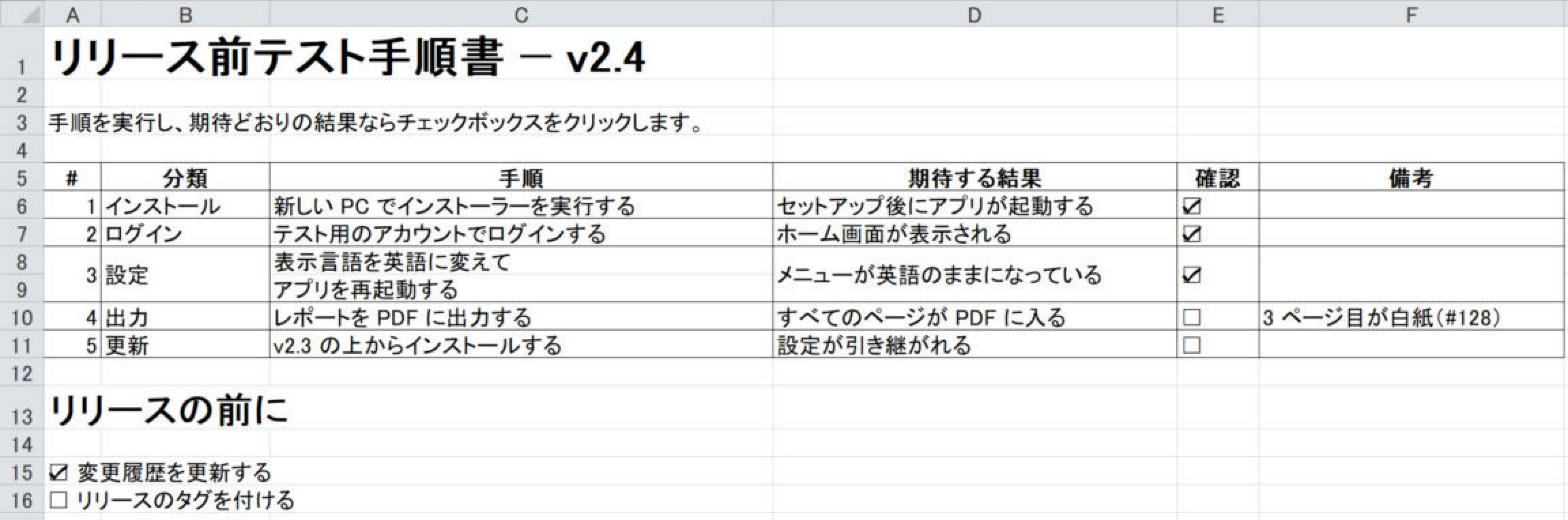 A B C D E F
1 リリース前テスト手順書 － v2.4
2
3 手順を実行し、期待どおりの結果ならチェックボックスをクリックします。
4
5 # 分類 手順 期待する結果 確認 備考
6 1 インストール 新しい PC でインストーラーを実行する セットアップ後にアプリが起動する ☑
7 2 ログイン テスト用のアカウントでログインする ホーム画面が表示される ☑
8 3 設定 表示言語を英語に変えて メニューが英語のままになっている ☑
9 アプリを再起動する
10 4 出力 レポートを PDF に出力する すべてのページが PDF に入る ☐ 3 ページ目が白紙（#128）
11 5 更新 v2.3 の上からインストールする 設定が引き継がれる ☐
12
13 リリースの前に
14
15 ☑ 変更履歴を更新する
16 ☐ リリースのタグを付ける